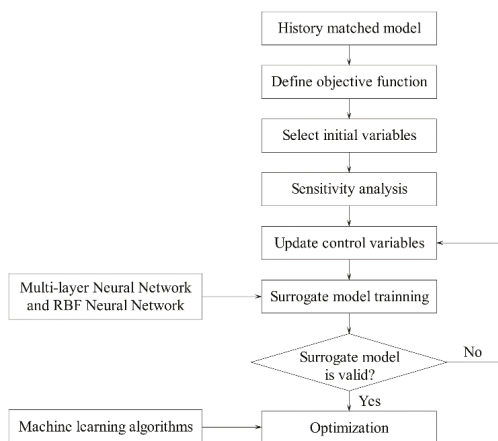 History matched model
Define objective function
Select initial variables
Sensitivity analysis
Update control variables
Multi-layer Neural Network
and RBF Neural Network
Surrogate model trainning
Surrogate model
is valid?
No
Yes
Machine learning algorithms
Optimization